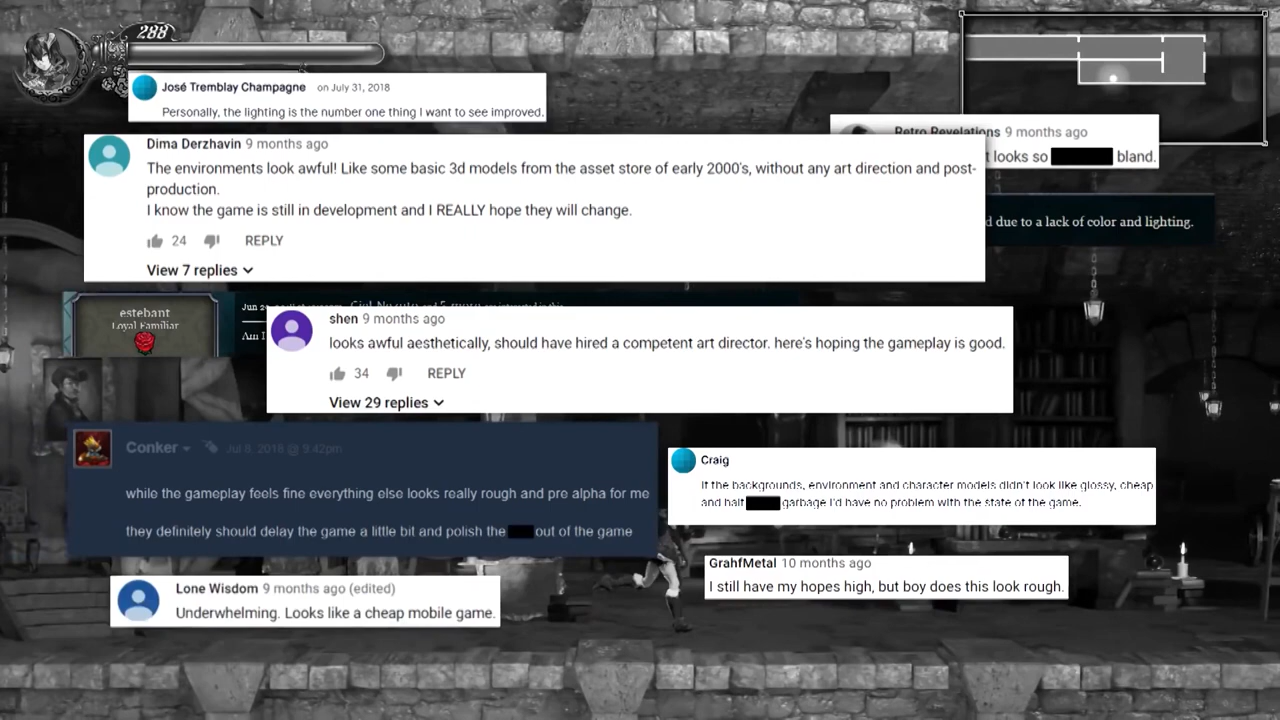 288
José Tremblay Champagne on July 31, 2018
Personally, the lighting is the number one thing I want to see improved.
Dima Derzhavin 9 months ago
The environments look awful! Like some basic 3d models from the asset store of early 2000's, without any art direction and post-
production.
I know the game is still in development and I REALLY hope they will change.
24 REPLY
View 7 replies
Retro Revelations 9 months ago
t looks so bland.
d due to a lack of color and lighting.
estebant
Loyal Familiar
Jun
Am I
shen 9 months ago
looks awful aesthetically, should have hired a competent art director. here's hoping the gameplay is good.
34 REPLY
View 29 replies
Conker Jul 8, 2018 @ 9:42pm
while the gameplay feels fine everything else looks really rough and pre alpha for me
they definitely should delay the game a little bit and polish the out of the game
Craig
If the backgrounds, environment and character models didn't look like glossy, cheap
and half garbage I'd have no problem with the state of the game.
GrahfMetal 10 months ago
I still have my hopes high, but boy does this look rough.
Lone Wisdom 9 months ago (edited)
Underwhelming. Looks like a cheap mobile game.